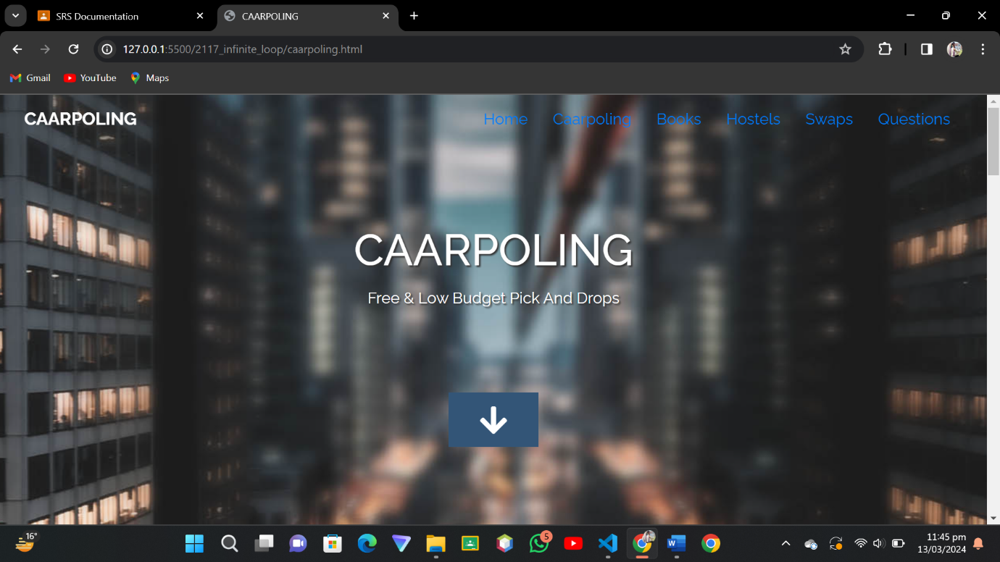 SRS Documentation
CAARPOLING
127.0.0.1:5500/2117_infinite_loop/caarpoling.html
Gmail YouTube Maps
CAARPOLING Home Caarpoling Books Hostels Swaps Questions
CAARPOLING
Free & Low Budget Pick And Drops
16°
5
W
11:45 pm
13/03/2024